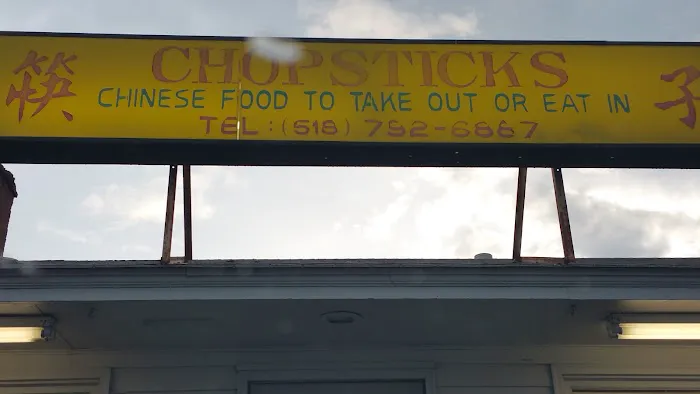 筷 CHOPSTICKS 子
CHINESE FOOD TO TAKE OUT OR EAT IN
TEL: (518) 792-6867